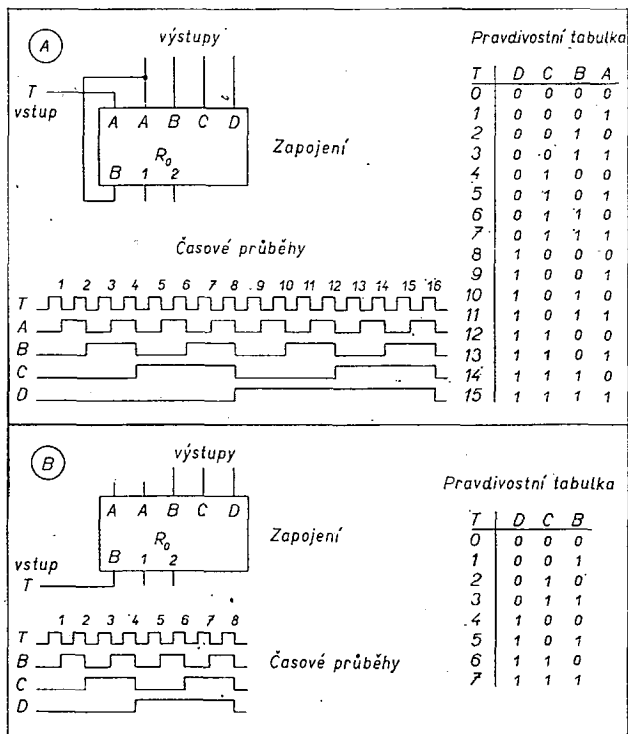 A
výstupy
T
vstup
A A B C D
R0
B 1 2
Zapojení
Časové průběhy
1 2 3 4 5 6 7 8 9 10 11 12 13 14 15 16
T
A
B
C
D
Pravdivostní tabulka
T D C B A
0 0 0 0 0
1 0 0 0 1
2 0 0 1 0
3 0 0 1 1
4 0 1 0 0
5 0 1 0 1
6 0 1 1 0
7 0 1 1 1
8 1 0 0 0
9 1 0 0 1
10 1 0 1 0
11 1 0 1 1
12 1 1 0 0
13 1 1 0 1
14 1 1 1 0
15 1 1 1 1
B
výstupy
A A B C D
R0
B 1 2
vstup
T
Zapojení
1 2 3 4 5 6 7 8
T
B
C
D
Časové průběhy
Pravdivostní tabulka
T D C B
0 0 0 0
1 0 0 1
2 0 1 0
3 0 1 1
4 1 0 0
5 1 0 1
6 1 1 0
7 1 1 1